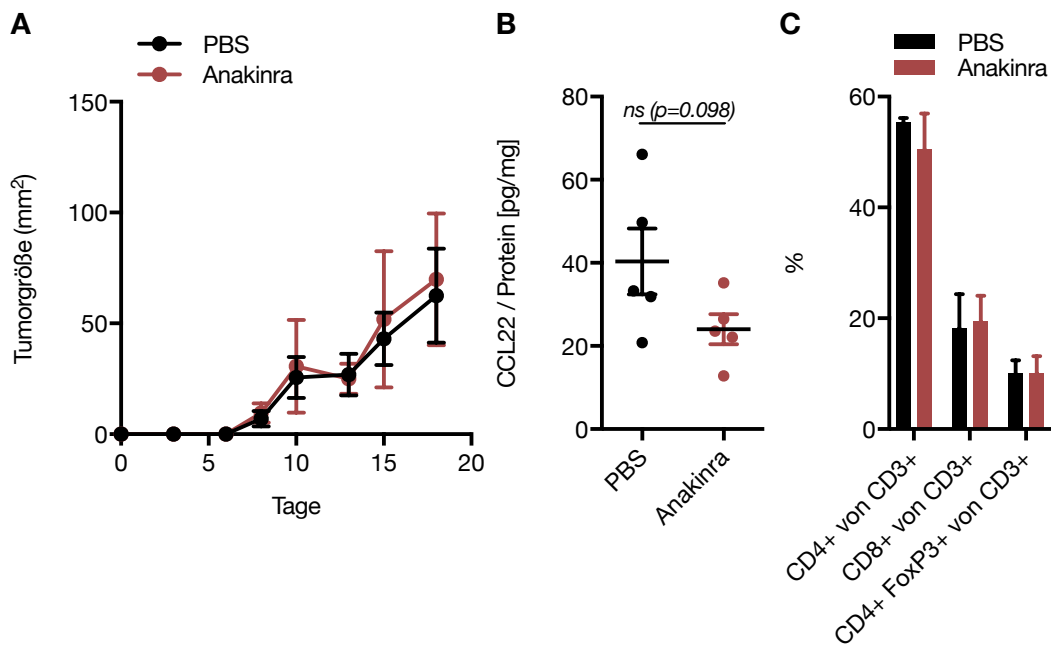 A
PBS
Anakinra
Tumorgröße (mm²)
150
100
50
0
0
5
10
15
20
Tage
B
CCL22 / Protein [pg/mg]
80
60
40
20
0
ns (p=0.098)
PBS
Anakinra
C
PBS
Anakinra
%
60
40
20
0
CD4+ von CD3+
CD8+ von CD3+
CD4+ FoxP3+ von CD3+